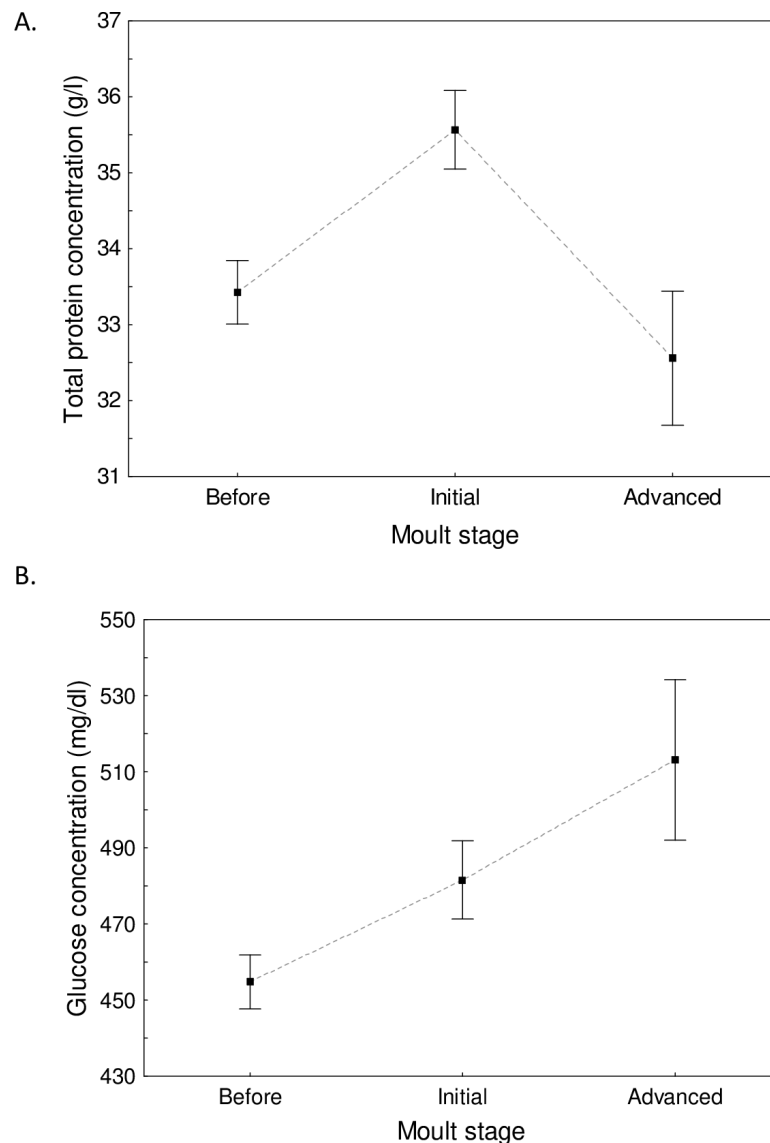 A.
Total protein concentration (g/l)
37
36
35
34
33
32
31
Before Initial Advanced
Moult stage
B.
Glucose concentration (mg/dl)
550
530
510
490
470
450
430
Before Initial Advanced
Moult stage